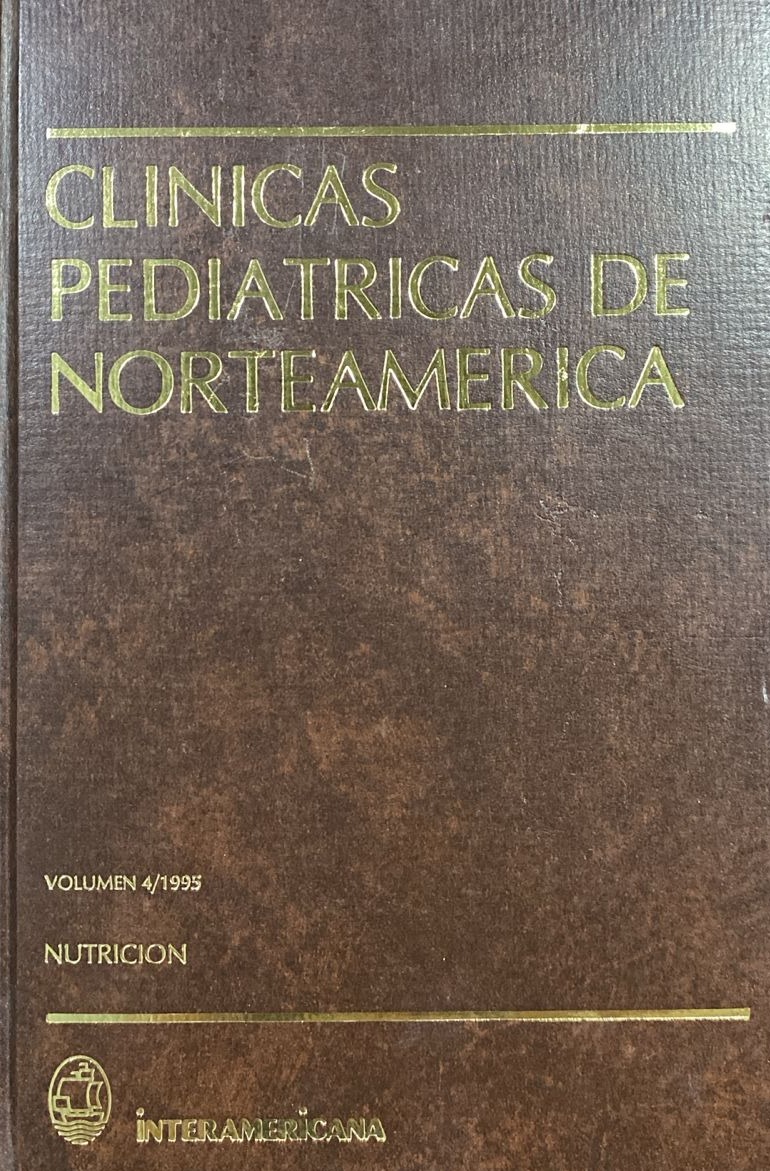 CLINICAS
PEDIATRICAS DE
NORTEAMERICA
VOLUMEN 4/1995
NUTRICION
iNTERAMERiCANA